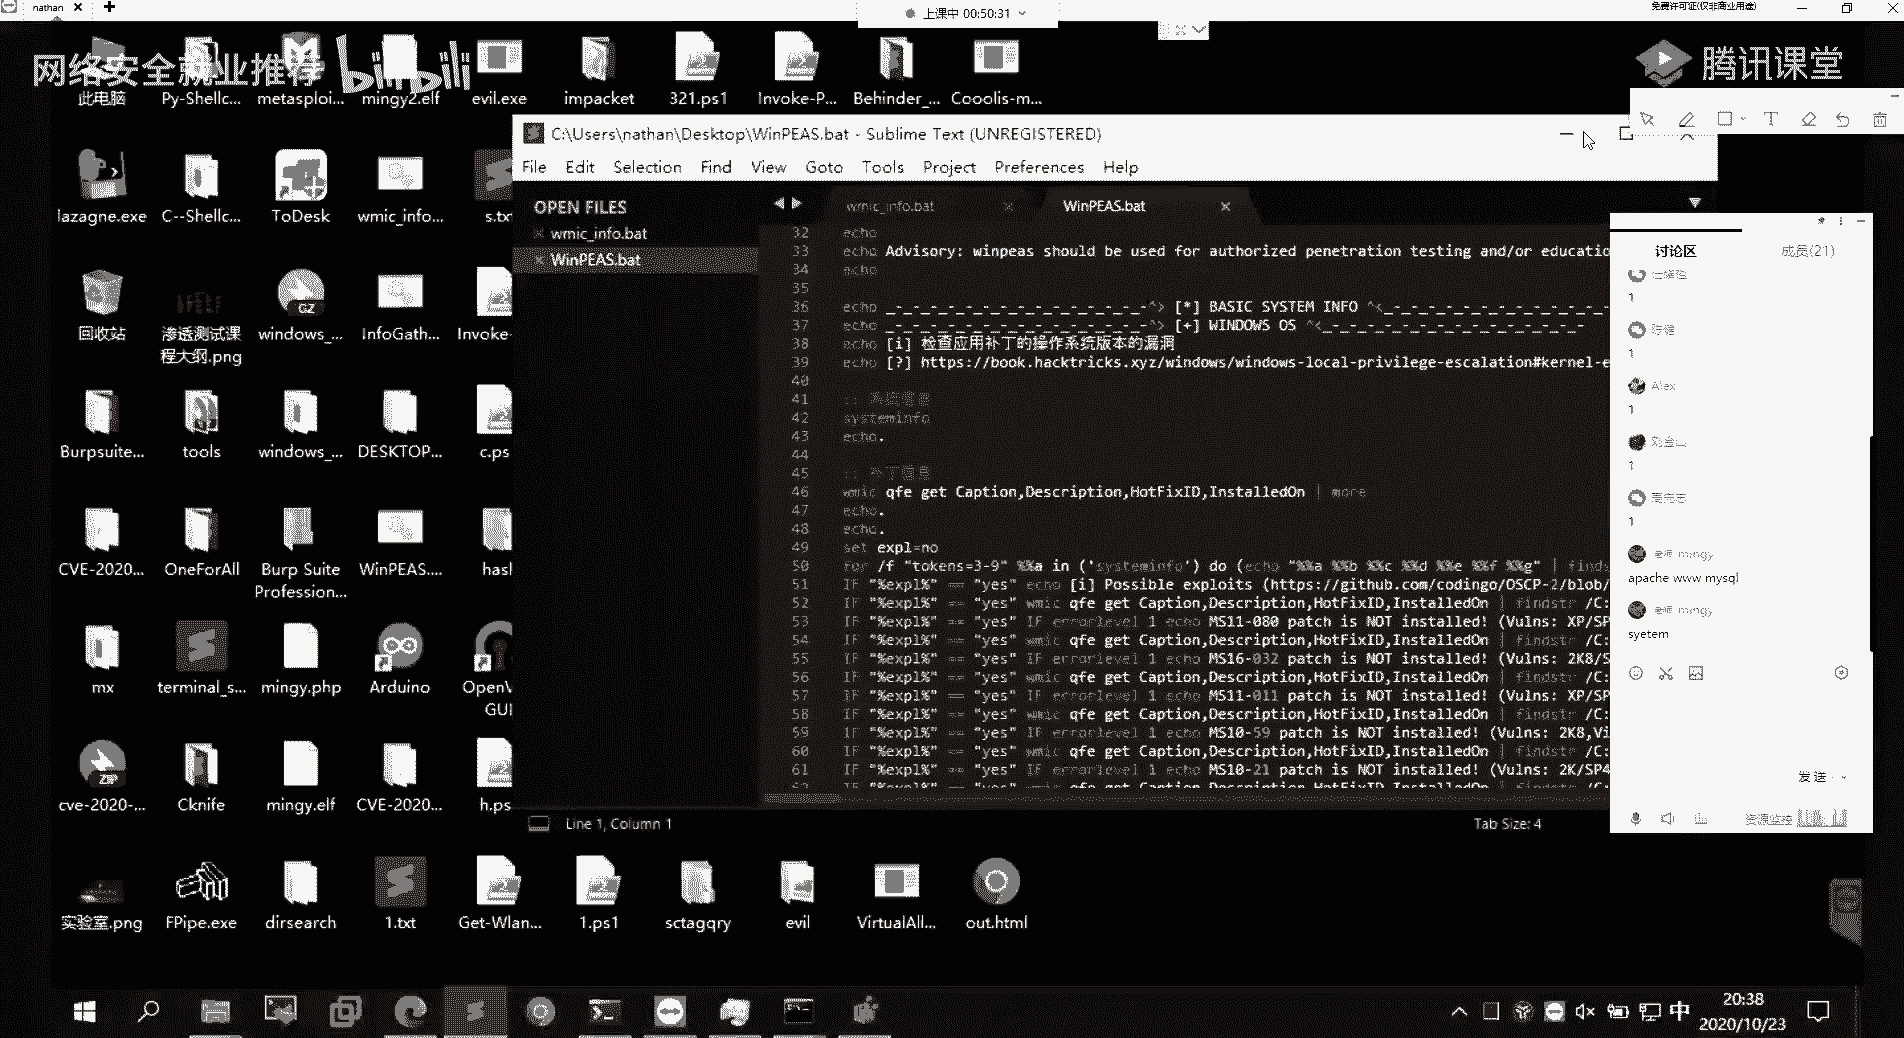 nathan
上课中 00:50:31
免费许可证(仅非商业用途)
网络安全就业推荐 bilibili
腾讯课堂
此电脑
Py-Shellc...
metasploi...
mingy2.elf
evil.exe
impacket
321.ps1
Invoke-P...
Behinder_...
Cooolis-m...
C:\Users\nathan\Desktop\WinPEAS.bat - Sublime Text (UNREGISTERED)
File Edit Selection Find View Goto Tools Project Preferences Help
OPEN FILES
wmic_info.bat
WinPEAS.bat
wmic_info.bat
WinPEAS.bat
32 echo
33 echo Advisory: winpeas should be used for authorized penetration testing and/or educatio
34 echo
35
36 echo _-_-_-_-_-_-_-_-_-_-_-_-_-_-_-^> [*] BASIC SYSTEM INFO ^<_-_-_-_-_-_-_-_-_-_-_-_-_-
37 echo _-_-_-_-_-_-_-_-_-_-_-_-_-_-_-^> [+] WINDOWS OS ^<_-_-_-_-_-_-_-_-_-_-_-_-_-_-_-
38 echo [i] 检查应用补丁的操作系统版本的漏洞
39 echo [?] https://book.hacktricks.xyz/windows/windows-local-privilege-escalation#kernel-e
40
41 :: 系统信息
42 systeminfo
43 echo.
44
45 :: 补丁信息
46 wmic qfe get Caption,Description,HotFixID,InstalledOn | more
47 echo.
48 echo.
49 set expl=no
50 for /f "tokens=3-9" %%a in ('systeminfo') do (echo "%%a %%b %%c %%d %%e %%f %%g" | finds
51 IF "%expl%" == "yes" echo [i] Possible exploits (https://github.com/codingo/OSCP-2/blob/
52 IF "%expl%" == "yes" wmic qfe get Caption,Description,HotFixID,InstalledOn | findstr /C:
53 IF "%expl%" == "yes" IF errorlevel 1 echo MS11-080 patch is NOT installed! (Vulns: XP/SP
54 IF "%expl%" == "yes" wmic qfe get Caption,Description,HotFixID,InstalledOn | findstr /C:
55 IF "%expl%" == "yes" IF errorlevel 1 echo MS16-032 patch is NOT installed! (Vulns: 2K8/S
56 IF "%expl%" == "yes" wmic qfe get Caption,Description,HotFixID,InstalledOn | findstr /C:
57 IF "%expl%" == "yes" IF errorlevel 1 echo MS11-011 patch is NOT installed! (Vulns: XP/SP
58 IF "%expl%" == "yes" wmic qfe get Caption,Description,HotFixID,InstalledOn | findstr /C:
59 IF "%expl%" == "yes" IF errorlevel 1 echo MS10-59 patch is NOT installed! (Vulns: 2K8,Vi
60 IF "%expl%" == "yes" wmic qfe get Caption,Description,HotFixID,InstalledOn | findstr /C:
61 IF "%expl%" == "yes" IF errorlevel 1 echo MS10-21 patch is NOT installed! (Vulns: 2K/SP4
Line 1, Column 1
Tab Size: 4
讨论区 成员(21)
1
1
Alex
1
1
1
老师 mingy
apache www mysql
老师 mingy
syetem
发送
资源监控
lazagne.exe
C--Shellc...
ToDesk
wmic_info...
s.txt
回收站
渗透测试课程大纲.png
windows_...
InfoGath...
Invoke-
Burpsuite...
tools
windows_...
DESKTOP...
c.ps
CVE-2020...
OneForAll
Burp Suite Profession...
WinPEAS....
hasl
mx
terminal_s...
mingy.php
Arduino
OpenV GUI
cve-2020-...
Cknife
mingy.elf
CVE-2020...
h.ps
实验室.png
FPipe.exe
dirsearch
1.txt
Get-Wlan...
1.ps1
sctagqry
evil
VirtualAll...
out.html
中
20:38
2020/10/23